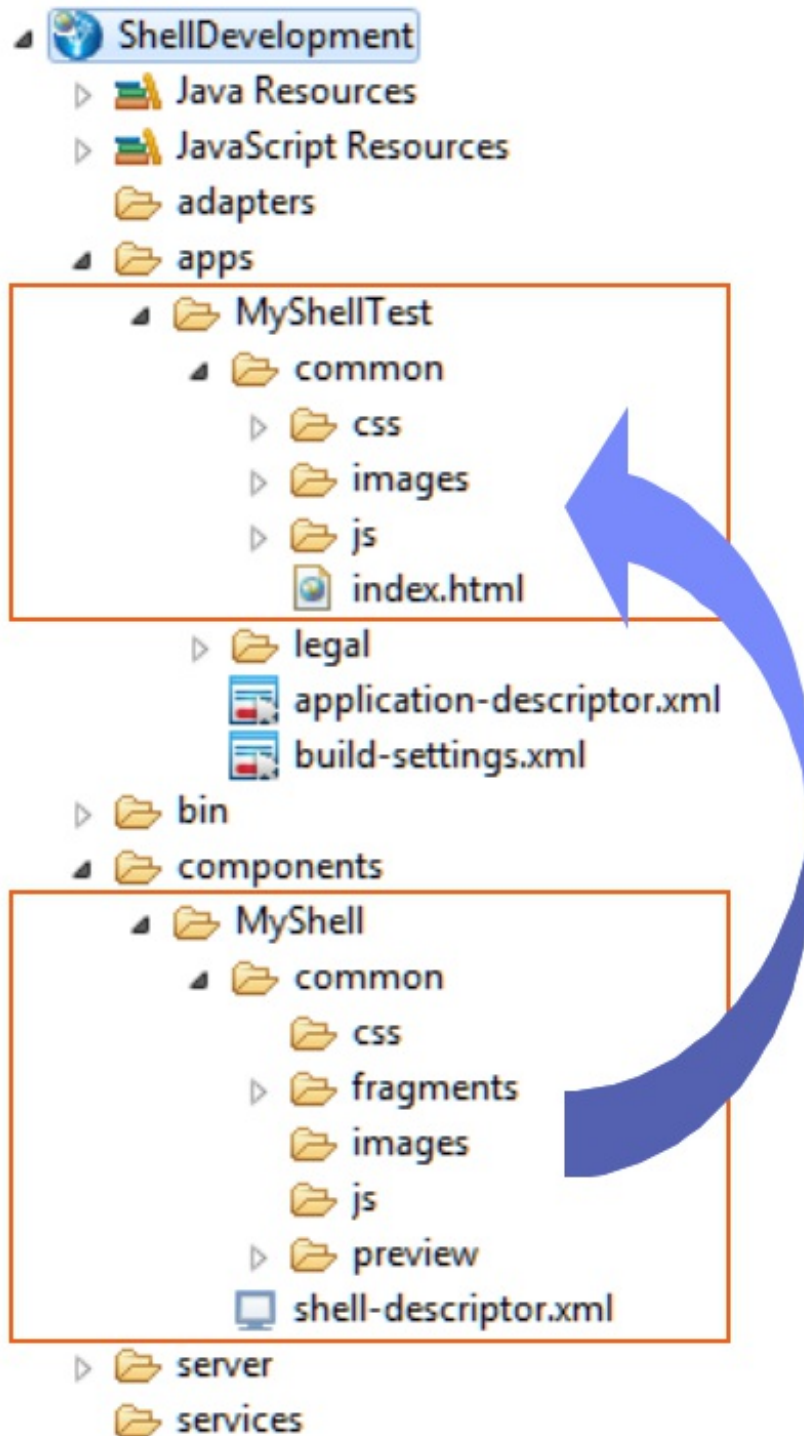 ShellDevelopment
Java Resources
JavaScript Resources
adapters
apps
MyShellTest
common
css
images
js
index.html
legal
application-descriptor.xml
build-settings.xml
bin
components
MyShell
common
css
fragments
images
js
preview
shell-descriptor.xml
server
services